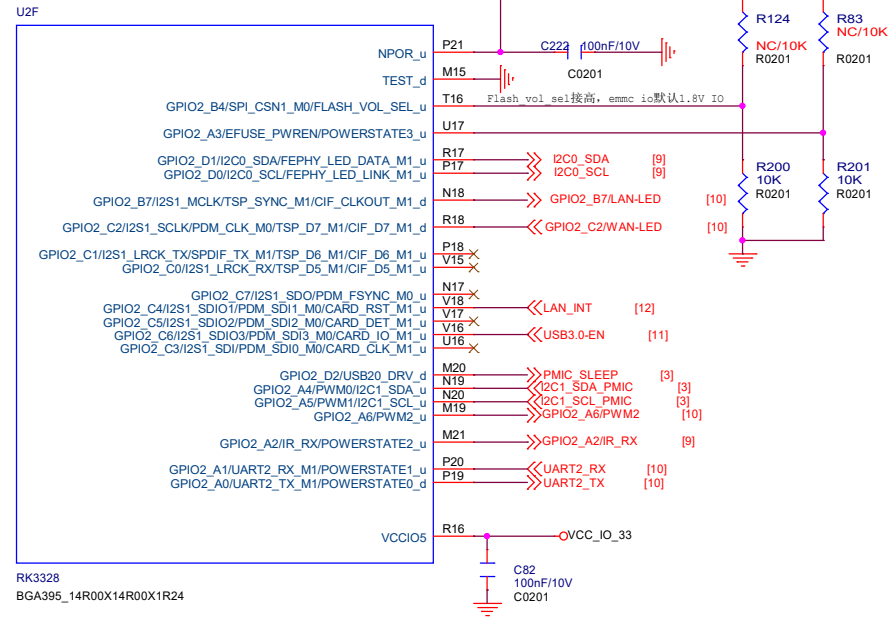 U2F
NPOR_u P21 C222 100nF/10V
C0201
TEST_d M15
GPIO2_B4/SPI_CSN1_M0/FLASH_VOL_SEL_u T16 Flash_vol_sel接高，emmc io默认1.8V IO
GPIO2_A3/EFUSE_PWREN/POWERSTATE3_u U17
GPIO2_D1/I2C0_SDA/FEPHY_LED_DATA_M1_u R17 I2C0_SDA [9]
GPIO2_D0/I2C0_SCL/FEPHY_LED_LINK_M1_u P17 I2C0_SCL [9]
GPIO2_B7/I2S1_MCLK/TSP_SYNC_M1/CIF_CLKOUT_M1_d N18 GPIO2_B7/LAN-LED [10]
GPIO2_C2/I2S1_SCLK/PDM_CLK_M0/TSP_D7_M1/CIF_D7_M1_d R18 GPIO2_C2/WAN-LED [10]
GPIO2_C1/I2S1_LRCK_TX/SPDIF_TX_M1/TSP_D6_M1/CIF_D6_M1_u P18
GPIO2_C0/I2S1_LRCK_RX/TSP_D5_M1/CIF_D5_M1_u V15
GPIO2_C7/I2S1_SDO/PDM_FSYNC_M0_u N17
GPIO2_C4/I2S1_SDIO1/PDM_SDI1_M0/CARD_RST_M1_u V18 LAN_INT [12]
GPIO2_C5/I2S1_SDIO2/PDM_SDI2_M0/CARD_DET_M1_u V17
GPIO2_C6/I2S1_SDIO3/PDM_SDI3_M0/CARD_IO_M1_u V16 USB3.0-EN [11]
GPIO2_C3/I2S1_SDI/PDM_SDI0_M0/CARD_CLK_M1_u U16
GPIO2_D2/USB20_DRV_d M20 PMIC_SLEEP [3]
GPIO2_A4/PWM0/I2C1_SDA_u N19 I2C1_SDA_PMIC [3]
GPIO2_A5/PWM1/I2C1_SCL_u N20 I2C1_SCL_PMIC [3]
GPIO2_A6/PWM2_u M19 GPIO2_A6/PWM2 [10]
GPIO2_A2/IR_RX/POWERSTATE2_u M21 GPIO2_A2/IR_RX [9]
GPIO2_A1/UART2_RX_M1/POWERSTATE1_u P20 UART2_RX [10]
GPIO2_A0/UART2_TX_M1/POWERSTATE0_d P19 UART2_TX [10]
VCCIO5 R16 VCC_IO_33
C82
100nF/10V
C0201
RK3328
BGA395_14R00X14R00X1R24
R124
NC/10K
R0201
R83
NC/10K
R0201
R200
10K
R0201
R201
10K
R0201